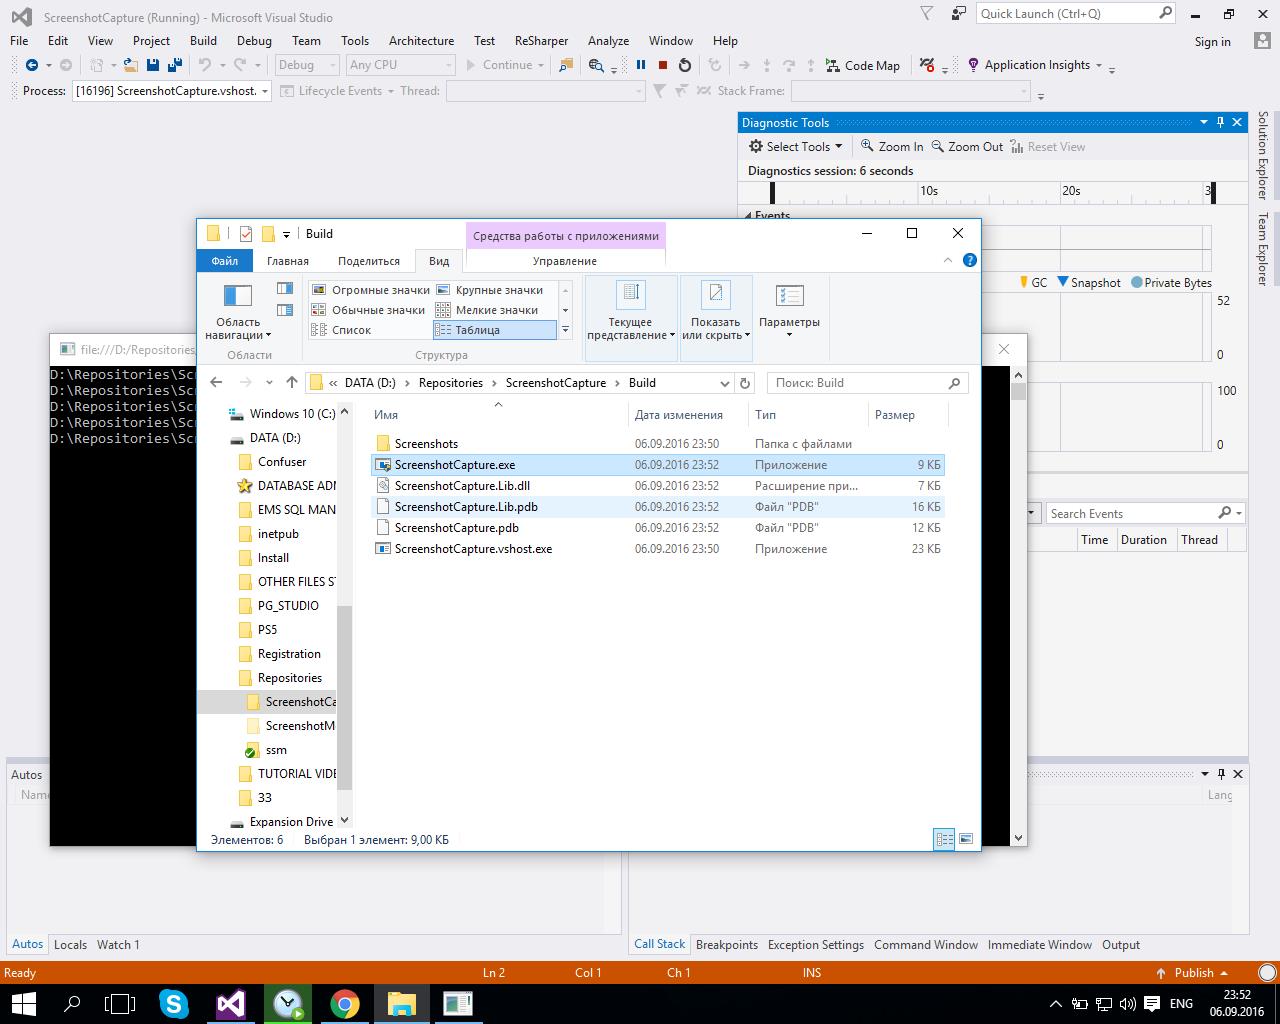 ScreenshotCapture (Running) - Microsoft Visual Studio
Quick Launch (Ctrl+Q)
File Edit View Project Build Debug Team Tools Architecture Test ReSharper Analyze Window Help
Sign in
Debug Any CPU Continue Code Map Application Insights
Process: [16196] ScreenshotCapture.vshost. Lifecycle Events Thread: Stack Frame:
Diagnostic Tools
Select Tools Zoom In Zoom Out Reset View
Diagnostics session: 6 seconds
10s 20s 3
Events
GC Snapshot Private Bytes
52
0
100
0
Search Events
Time Duration Thread
Solution Explorer
Team Explorer
file:///D:/Repositories
D:\Repositories\Scr
D:\Repositories\Scr
D:\Repositories\Scr
D:\Repositories\Scr
D:\Repositories\Scr
Build
Средства работы с приложениями
Файл Главная Поделиться Вид Управление
Область навигации
Области
Огромные значки Крупные значки
Обычные значки Мелкие значки
Список Таблица
Структура
Текущее представление
Показать или скрыть
Параметры
« DATA (D:) › Repositories › ScreenshotCapture › Build
Поиск: Build
Windows 10 (C:)
DATA (D:)
Confuser
DATABASE ADM
EMS SQL MAN
inetpub
Install
OTHER FILES ST
PG_STUDIO
PS5
Registration
Repositories
ScreenshotCa
ScreenshotM
ssm
TUTORIAL VIDE
33
Expansion Drive
Имя Дата изменения Тип Размер
Screenshots 06.09.2016 23:50 Папка с файлами
ScreenshotCapture.exe 06.09.2016 23:52 Приложение 9 КБ
ScreenshotCapture.Lib.dll 06.09.2016 23:52 Расширение при... 7 КБ
ScreenshotCapture.Lib.pdb 06.09.2016 23:52 Файл "PDB" 16 КБ
ScreenshotCapture.pdb 06.09.2016 23:52 Файл "PDB" 12 КБ
ScreenshotCapture.vshost.exe 06.09.2016 23:50 Приложение 23 КБ
Элементов: 6 Выбран 1 элемент: 9,00 КБ
Autos
Name
Lang
Autos Locals Watch 1
Call Stack Breakpoints Exception Settings Command Window Immediate Window Output
Ready Ln 2 Col 1 Ch 1 INS Publish
ENG
23:52
06.09.2016